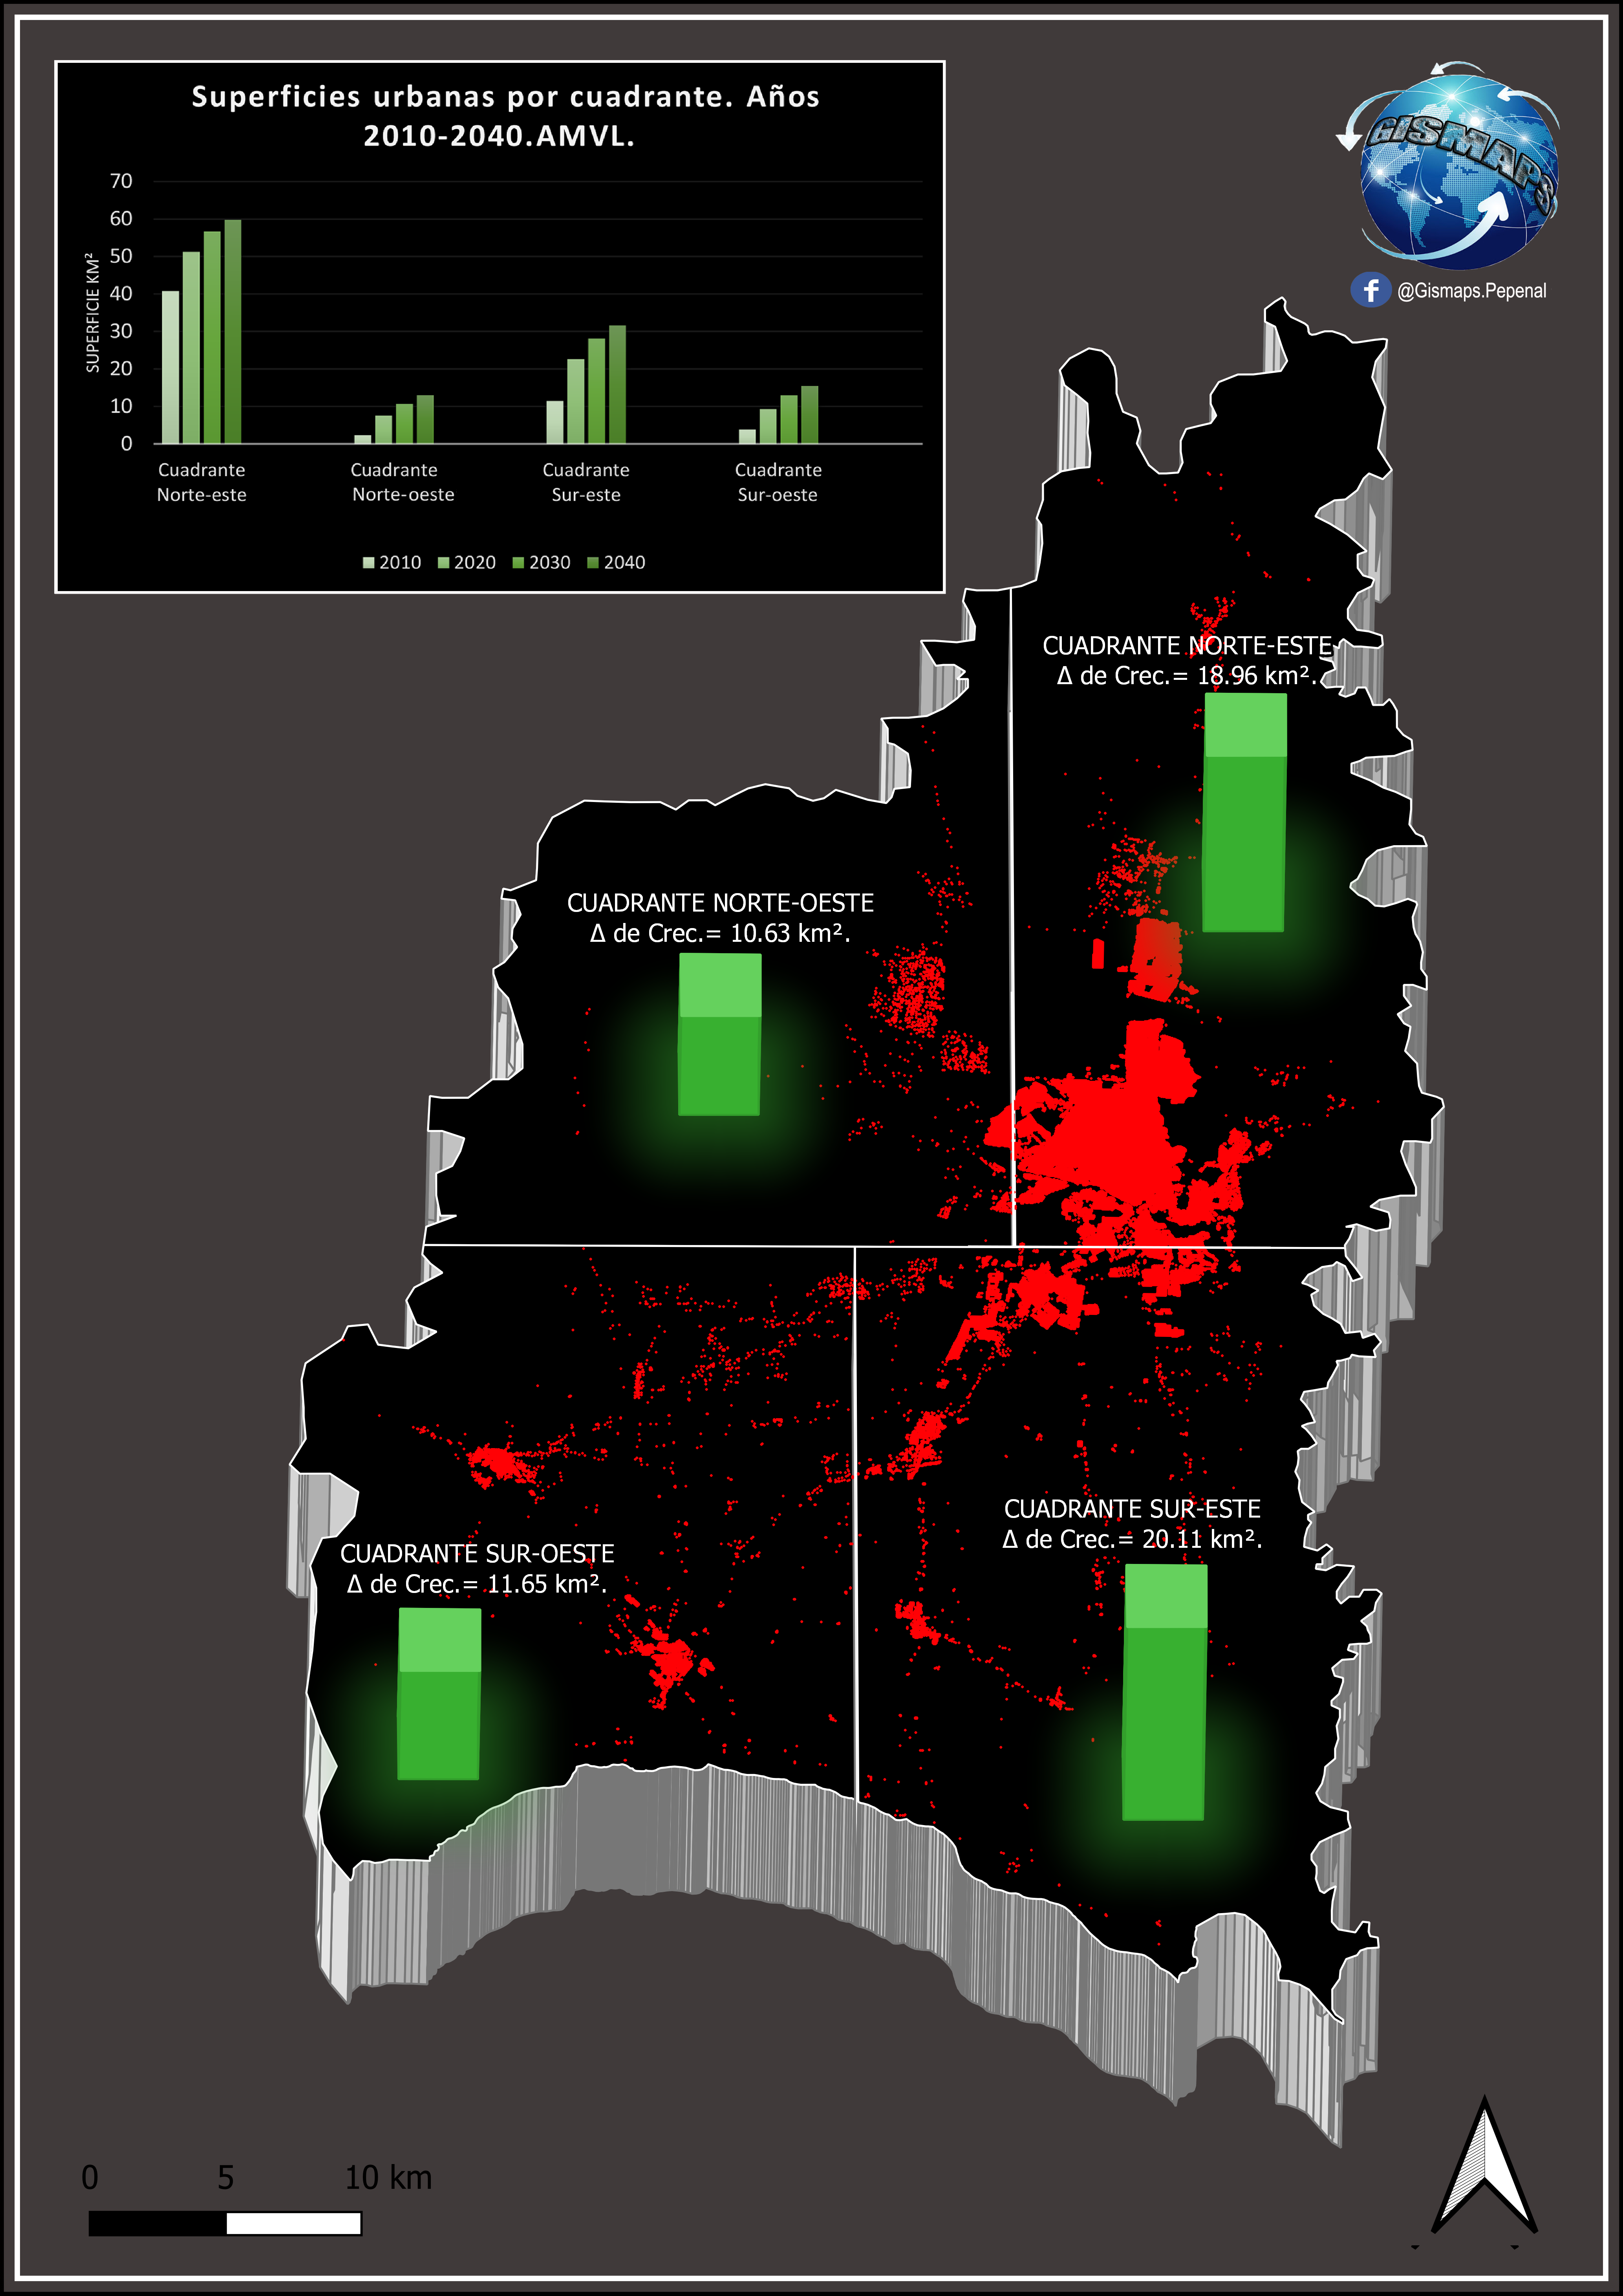 Superficies urbanas por cuadrante. Años
2010-2040.AMVL.
SUPERFICIE KM²
70
60
50
40
30
20
10
0
Cuadrante
Norte-este
Cuadrante
Norte-oeste
Cuadrante
Sur-este
Cuadrante
Sur-oeste
2010 2020 2030 2040
GISMAPS
f @Gismaps.Pepenal
CUADRANTE NORTE-ESTE
Δ de Crec.= 18.96 km².
CUADRANTE NORTE-OESTE
Δ de Crec.= 10.63 km².
CUADRANTE SUR-ESTE
Δ de Crec.= 20.11 km².
CUADRANTE SUR-OESTE
Δ de Crec.= 11.65 km².
0 5 10 km